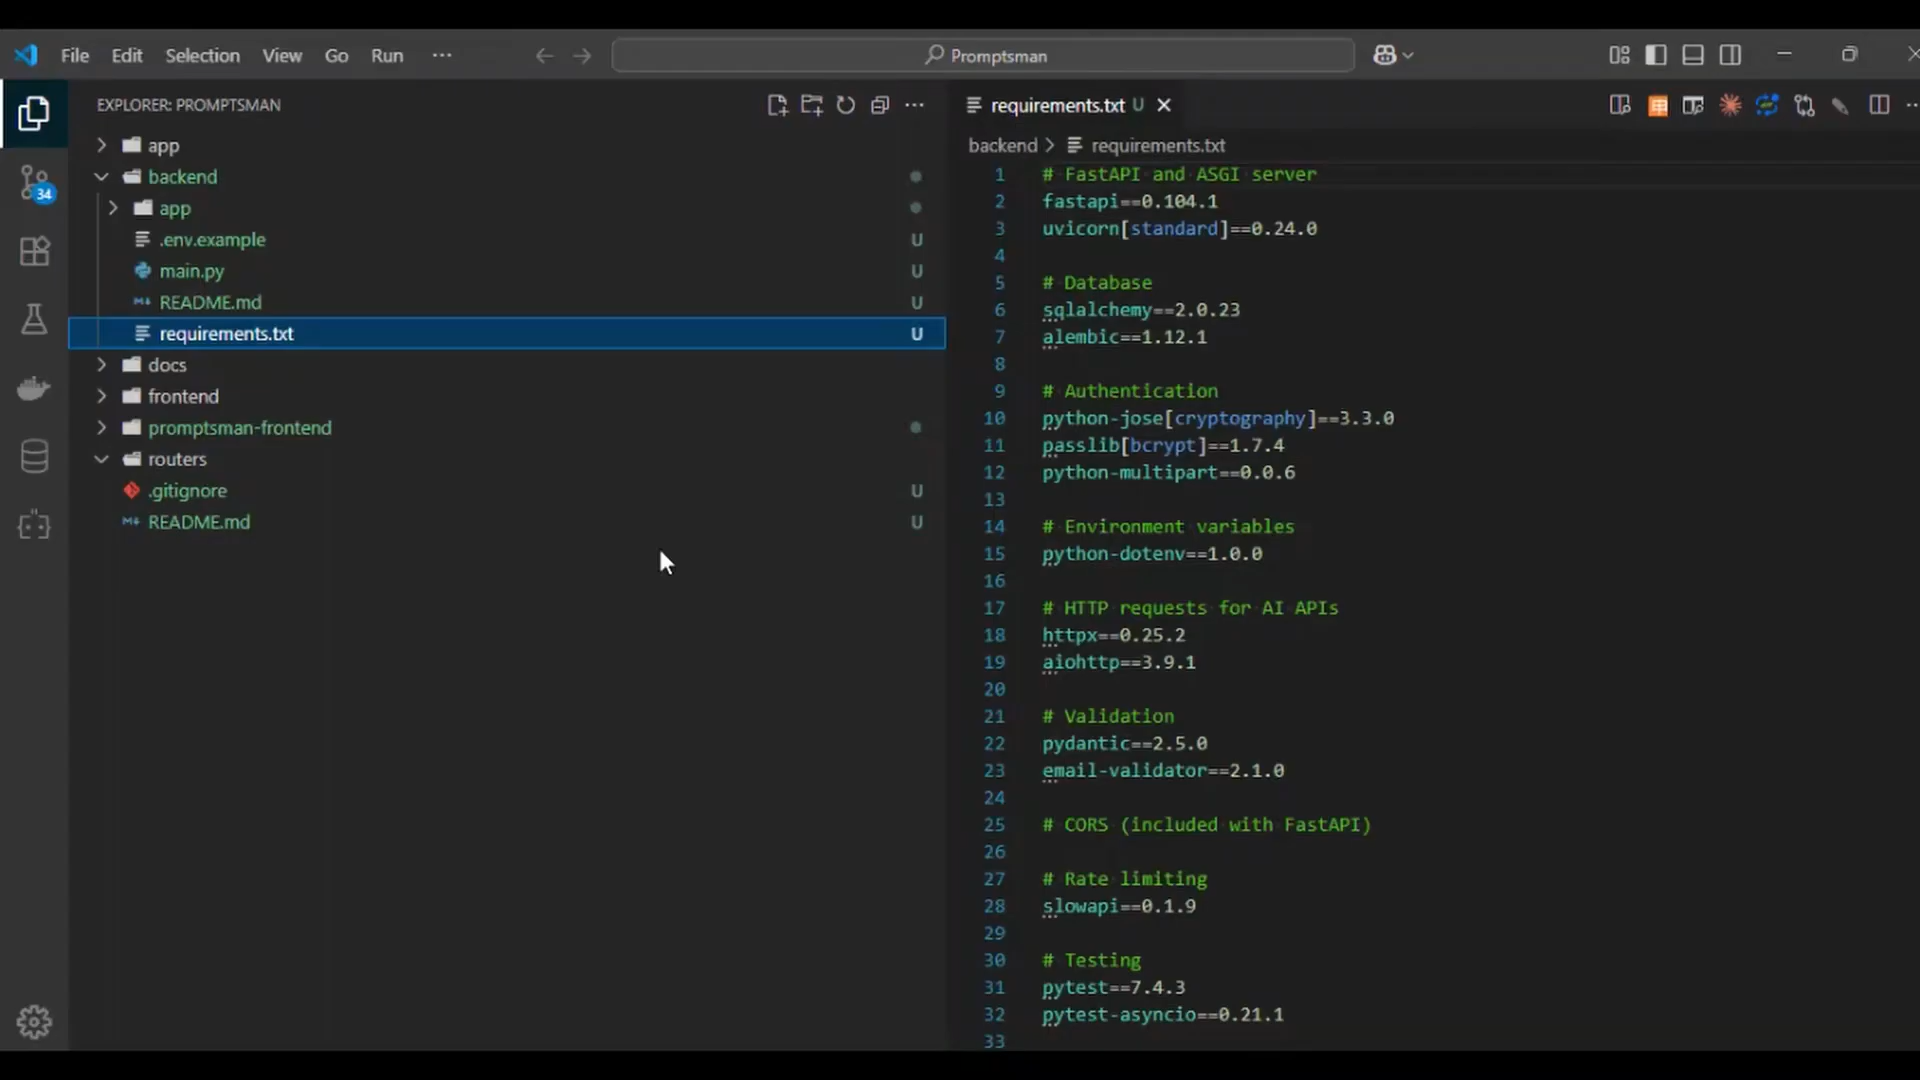 File Edit Selection View Go Run ···
Promptsman
EXPLORER: PROMPTSMAN
app
backend
app
.env.example U
main.py U
README.md U
requirements.txt U
docs
frontend
promptsman-frontend
routers
.gitignore U
README.md U
34
requirements.txt U
backend > requirements.txt
1 # FastAPI and ASGI server
2 fastapi==0.104.1
3 uvicorn[standard]==0.24.0
4
5 # Database
6 sqlalchemy==2.0.23
7 alembic==1.12.1
8
9 # Authentication
10 python-jose[cryptography]==3.3.0
11 passlib[bcrypt]==1.7.4
12 python-multipart==0.0.6
13
14 # Environment variables
15 python-dotenv==1.0.0
16
17 # HTTP requests for AI APIs
18 httpx==0.25.2
19 aiohttp==3.9.1
20
21 # Validation
22 pydantic==2.5.0
23 email-validator==2.1.0
24
25 # CORS (included with FastAPI)
26
27 # Rate limiting
28 slowapi==0.1.9
29
30 # Testing
31 pytest==7.4.3
32 pytest-asyncio==0.21.1
33